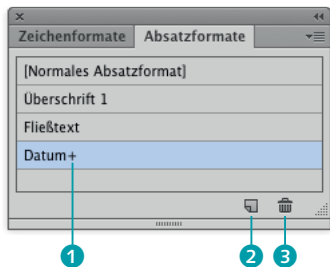 Zeichenformate Absatzformate
[Normales Absatzformat]
Überschrift 1
Fließtext
Datum+
1 2 3